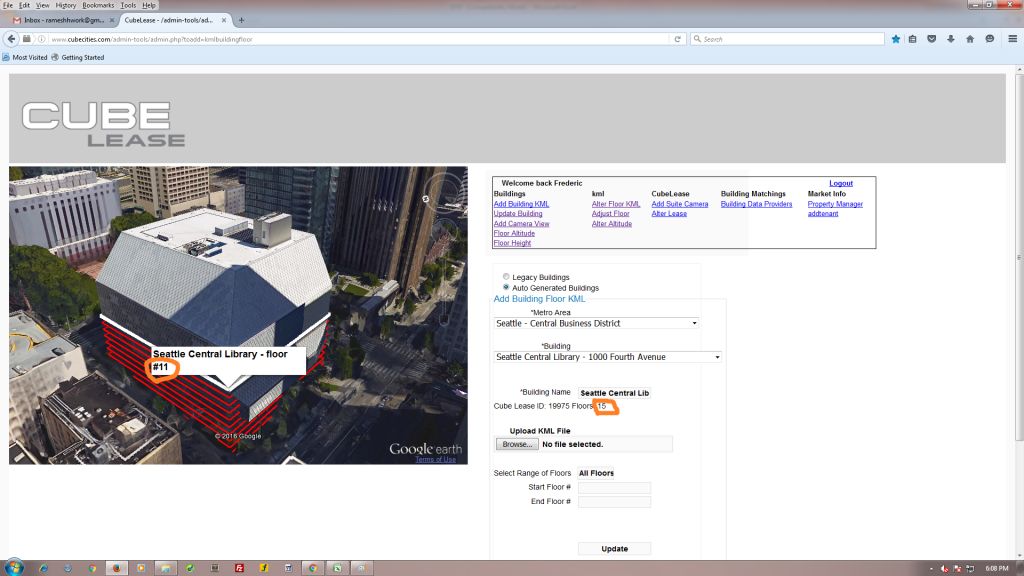 File Edit View History Bookmarks Tools Help
Inbox - rameshhwork@gm...
CubeLease - /admin-tools/ad...
www.cubecities.com/admin-tools/admin.php?toadd=kmlbuildingfloor
Search
Most Visited Getting Started
CUBE
LEASE
Welcome back Frederic Logout
Buildings kml CubeLease Building Matchings Market Info
Add Building KML Alter Floor KML Add Suite Camera Building Data Providers Property Manager
Update Building Adjust Floor Alter Lease addtenant
Add Camera View Alter Altitude
Floor Altitude
Floor Height
Legacy Buildings
Auto Generated Buildings
Add Building Floor KML
*Metro Area
Seattle - Central Business District
*Building
Seattle Central Library - 1000 Fourth Avenue
Seattle Central Library - floor
#11
*Building Name Seattle Central Lib
Cube Lease ID: 19975 Floors 15
Upload KML File
Browse... No file selected.
© 2016 Google
Google earth
Terms of Use
Select Range of Floors All Floors
Start Floor #
End Floor #
Update
6:08 PM